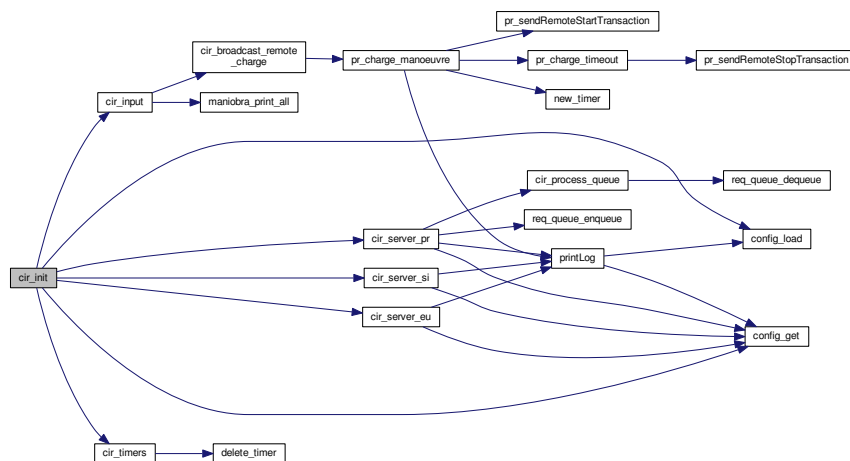 pr_sendRemoteStartTransaction
cir_broadcast_remote
_charge
pr_charge_manoeuvre
pr_charge_timeout
pr_sendRemoteStopTransaction
cir_input
maniobra_print_all
new_timer
cir_process_queue
req_queue_dequeue
req_queue_enqueue
cir_server_pr
config_load
printLog
cir_init
cir_server_si
cir_server_eu
config_get
cir_timers
delete_timer